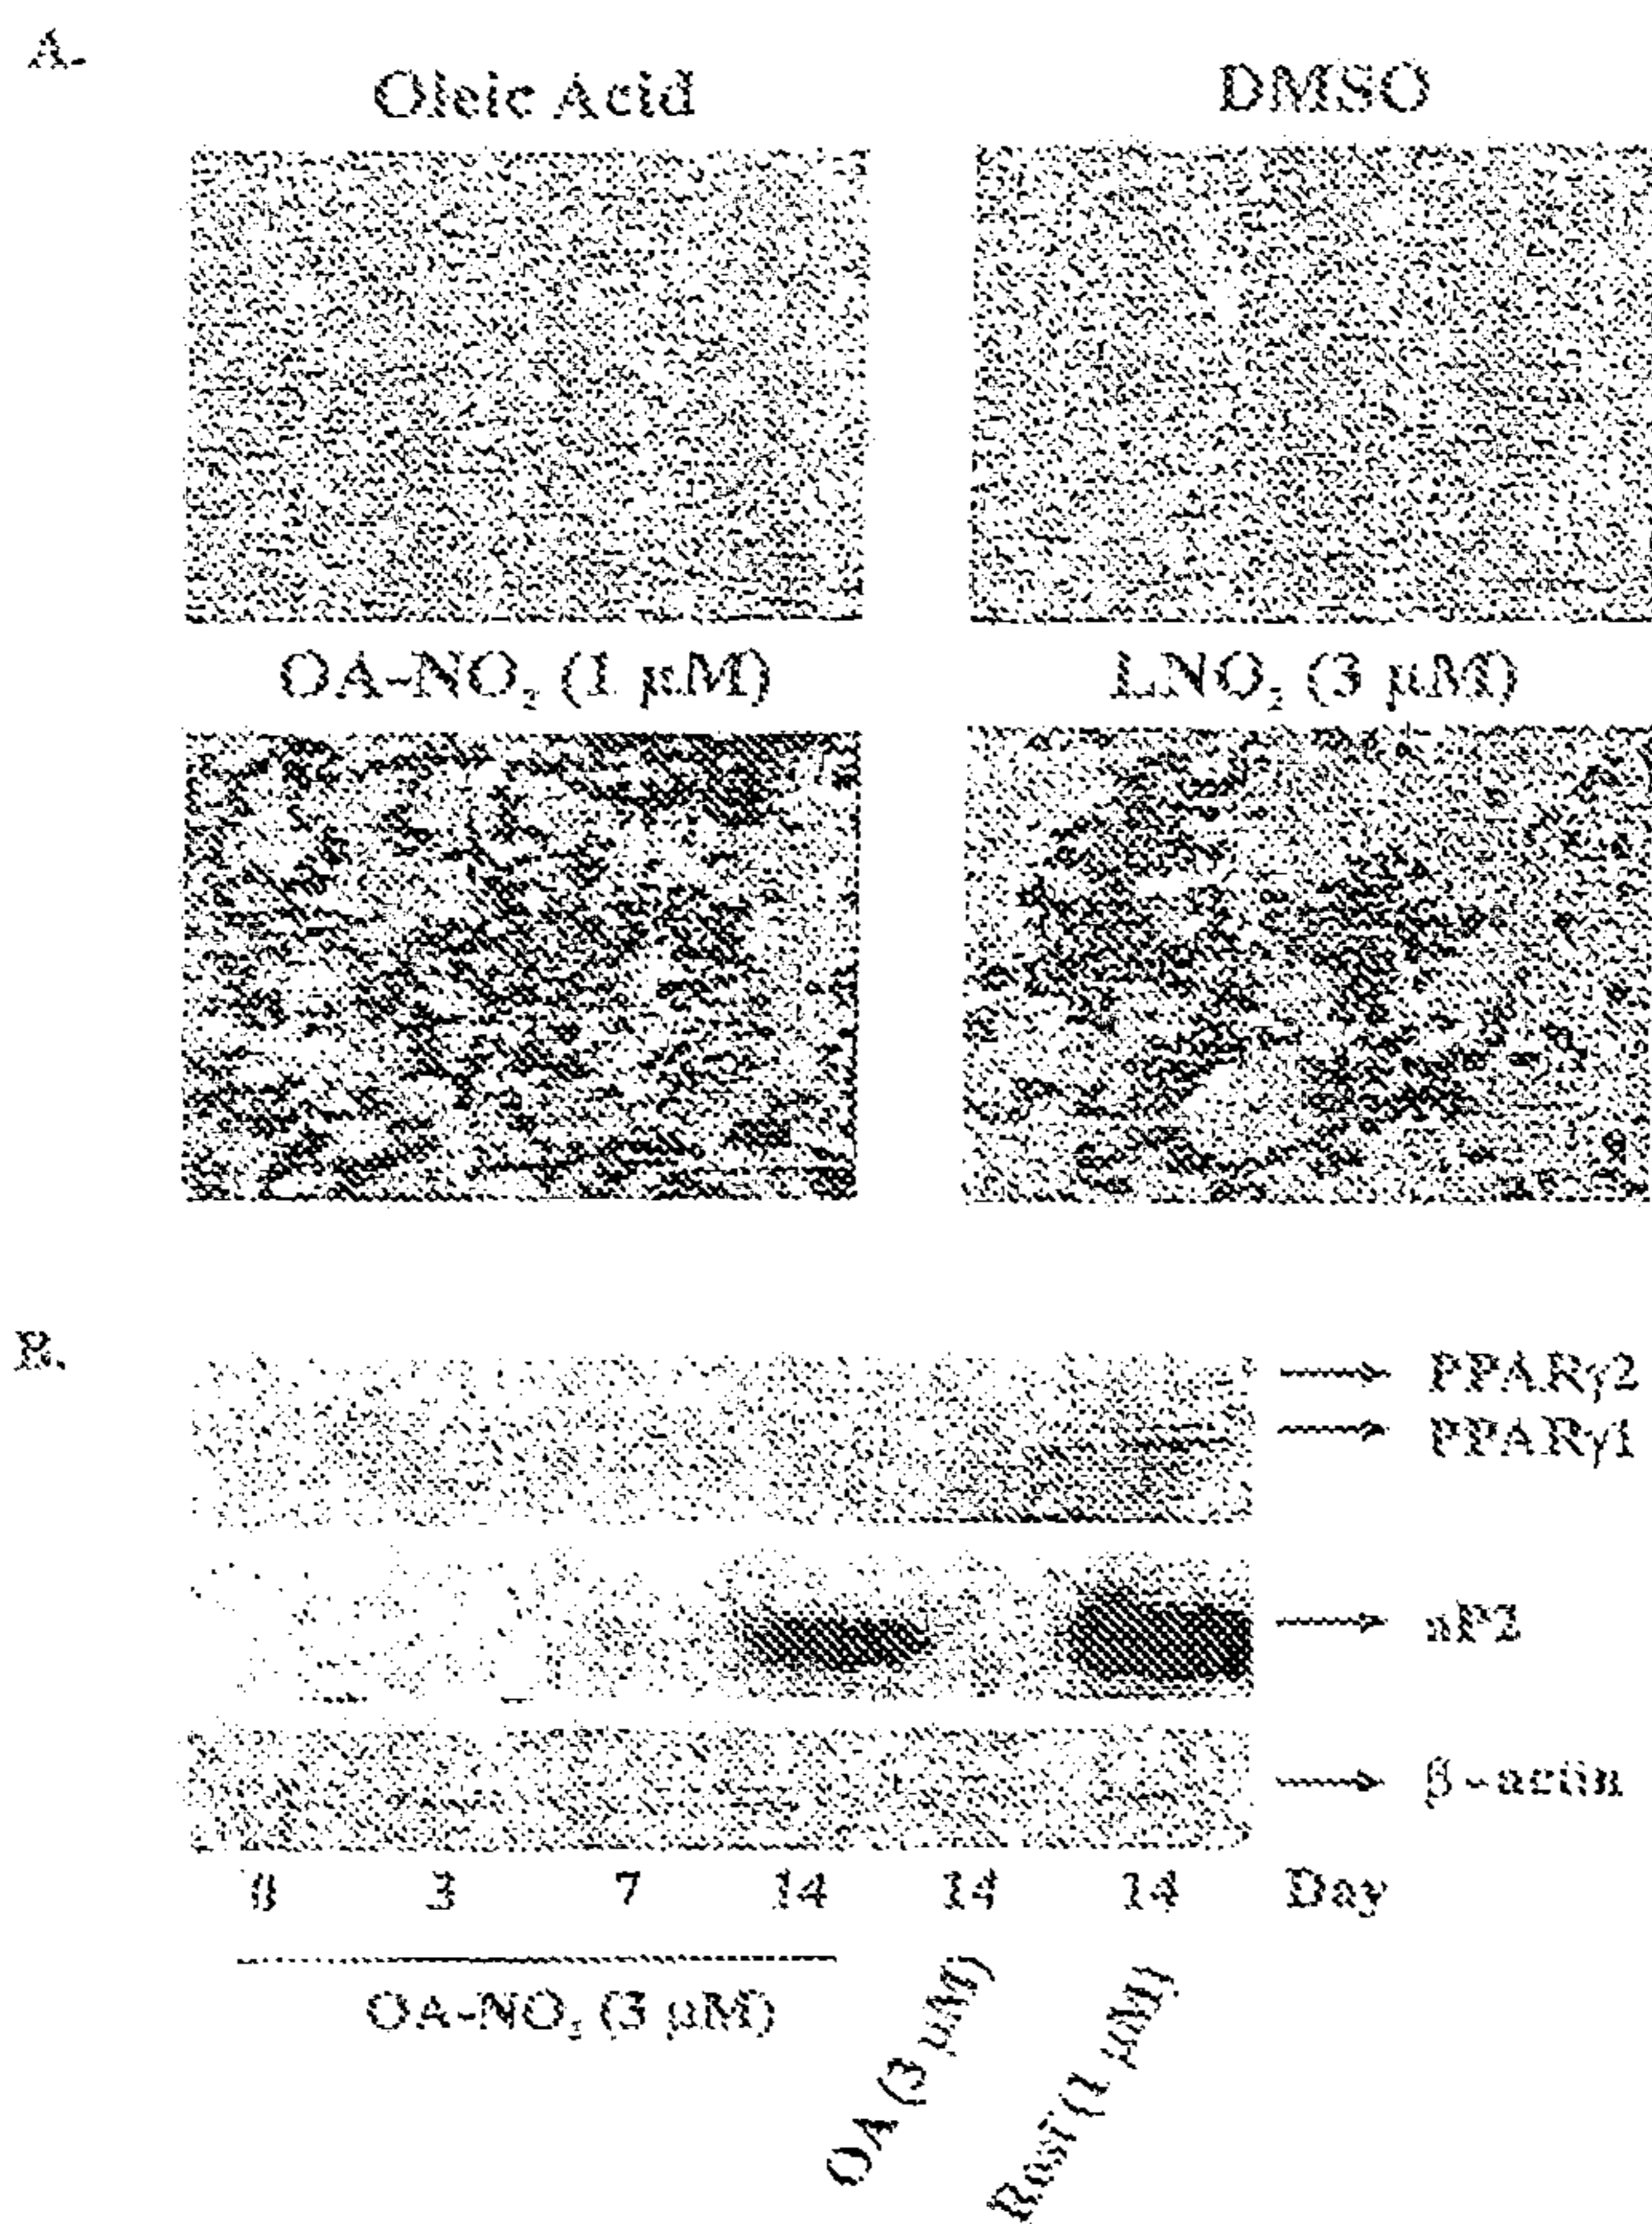 A.
Oleic Acid
DMSO
OA-NO₂ (1 µM)
LNO₂ (3 µM)
B.
PPARγ2
PPARγ1
aP2
β-actin
0 3 7 14 14 14 Day
OA-NO₂ (3 µM)
OA (3 µM)
Rosi (1 µM)